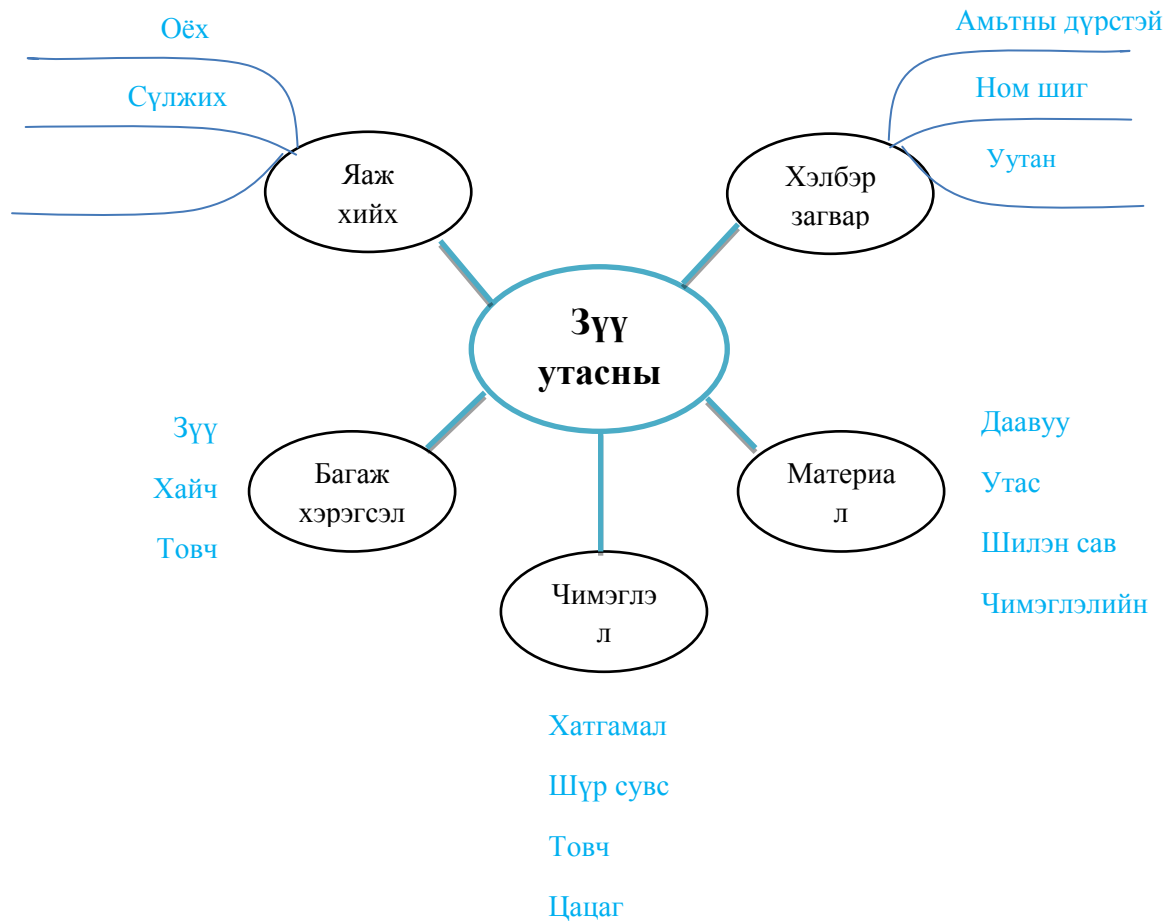 Оёх
Сүлжих
Яаж
хийх
Амьтны дүрстэй
Ном шиг
Уутан
Хэлбэр
загвар
Зүү
утасны
Зүү
Хайч
Товч
Багаж
хэрэгсэл
Материа
л
Даавуу
Утас
Шилэн сав
Чимэглэлийн
Чимэглэ
л
Хатгамал
Шүр сувс
Товч
Цацаг